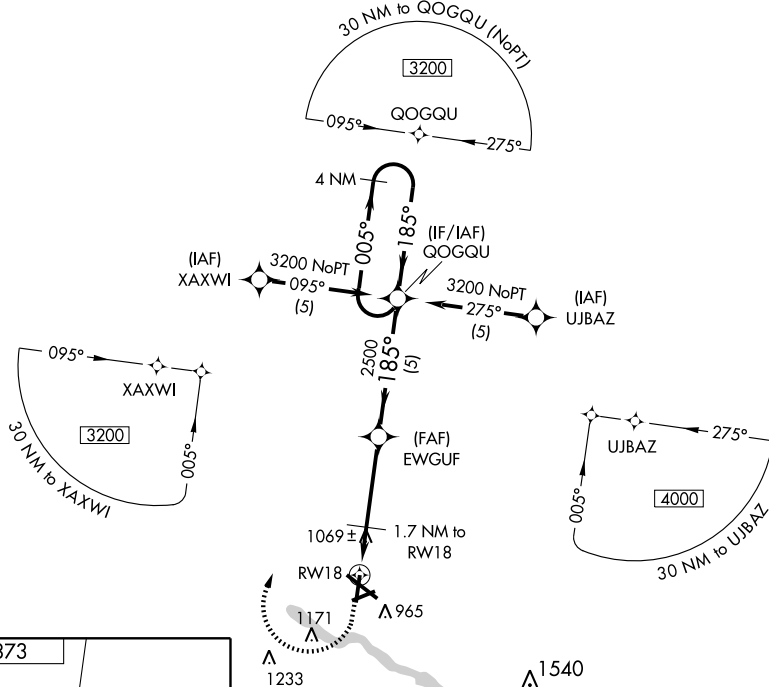 30 NM to QOGQU (NoPT)
3200
QOGQU
095°
275°
4 NM
005°
185°
(IF/IAF)
QOGQU
(IAF)
XAXWI
3200 NoPT
095°
(5)
3200 NoPT
275°
(5)
(IAF)
UJBAZ
2500
185°
(5)
095°
XAXWI
3200
005°
30 NM to XAXWI
(FAF)
EWGUF
UJBAZ
275°
4000
005°
30 NM to UJBAZ
1069 ±
1.7 NM to
RW18
RW18
965
1171
1233
1540